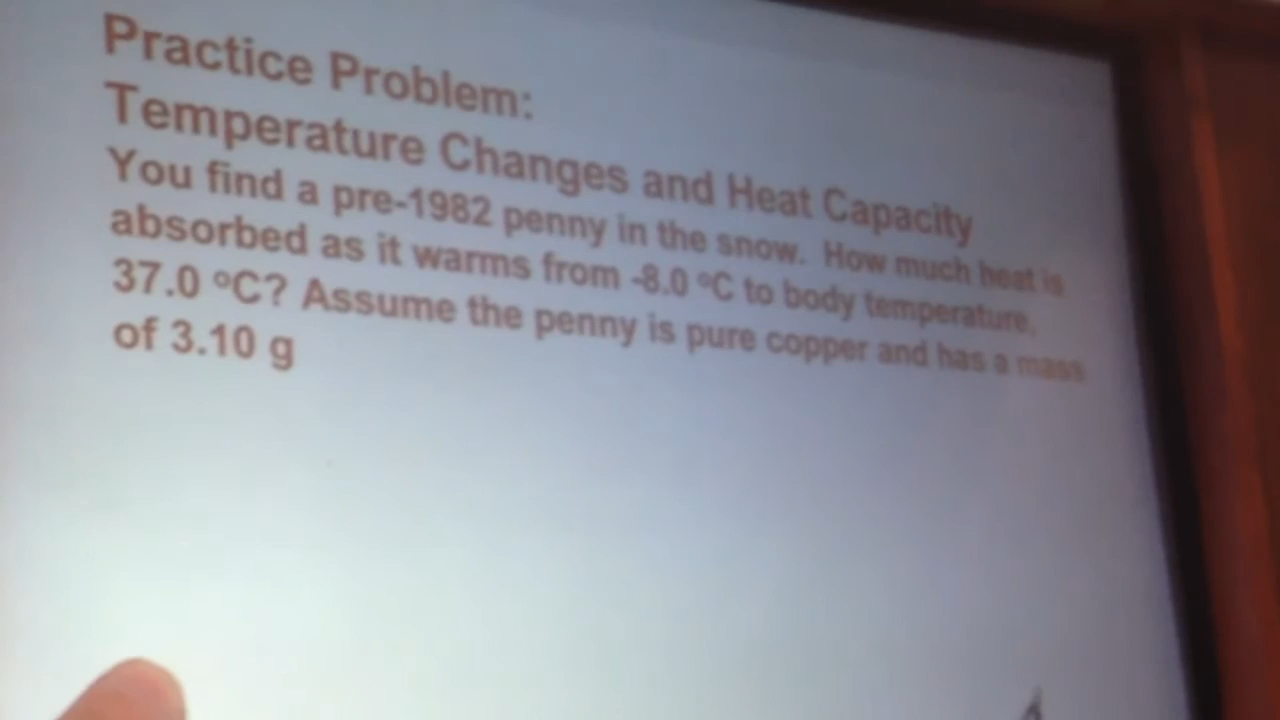 Practice Problem:
Temperature Changes and Heat Capacity
You find a pre-1982 penny in the snow. How much heat is
absorbed as it warms from -8.0 ºC to body temperature,
37.0 ºC? Assume the penny is pure copper and has a mass
of 3.10 g